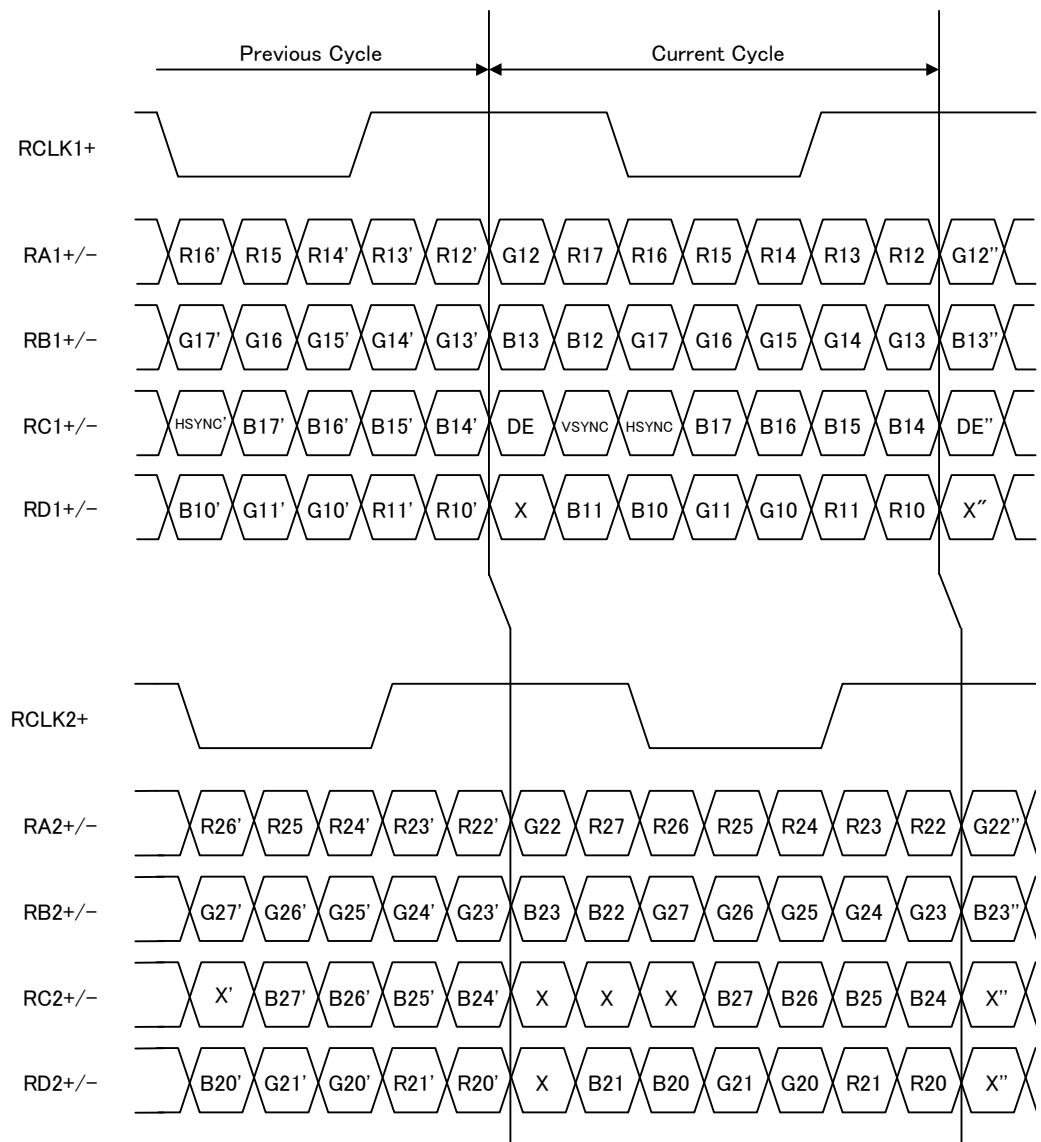 Previous Cycle Current Cycle
RCLK1+
RA1+/- R16' R15 R14' R13' R12' G12 R17 R16 R15 R14 R13 R12 G12''
RB1+/- G17' G16 G15' G14' G13' B13 B12 G17 G16 G15 G14 G13 B13''
RC1+/- HSYNC' B17' B16' B15' B14' DE VSYNC HSYNC B17 B16 B15 B14 DE''
RD1+/- B10' G11' G10' R11' R10' X B11 B10 G11 G10 R11 R10 X″
RCLK2+
RA2+/- R26' R25 R24' R23' R22' G22 R27 R26 R25 R24 R23 R22 G22''
RB2+/- G27' G26' G25' G24' G23' B23 B22 G27 G26 G25 G24 G23 B23''
RC2+/- X' B27' B26' B25' B24' X X X B27 B26 B25 B24 X''
RD2+/- B20' G21' G20' R21' R20' X B21 B20 G21 G20 R21 R20 X''